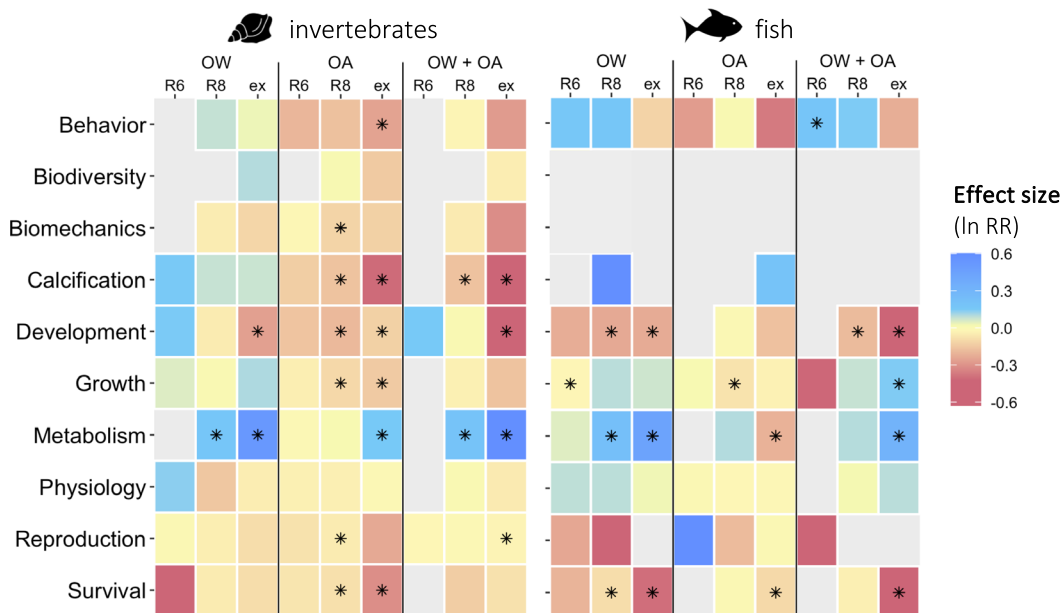 invertebrates
fish
OW OA OW + OA OW OA OW + OA
R6 R8 ex R6 R8 ex R6 R8 ex R6 R8 ex R6 R8 ex R6 R8 ex
Behavior
Biodiversity
Biomechanics
Calcification
Development
Growth
Metabolism
Physiology
Reproduction
Survival
Effect size
(ln RR)
0.6
0.3
0.0
-0.3
-0.6